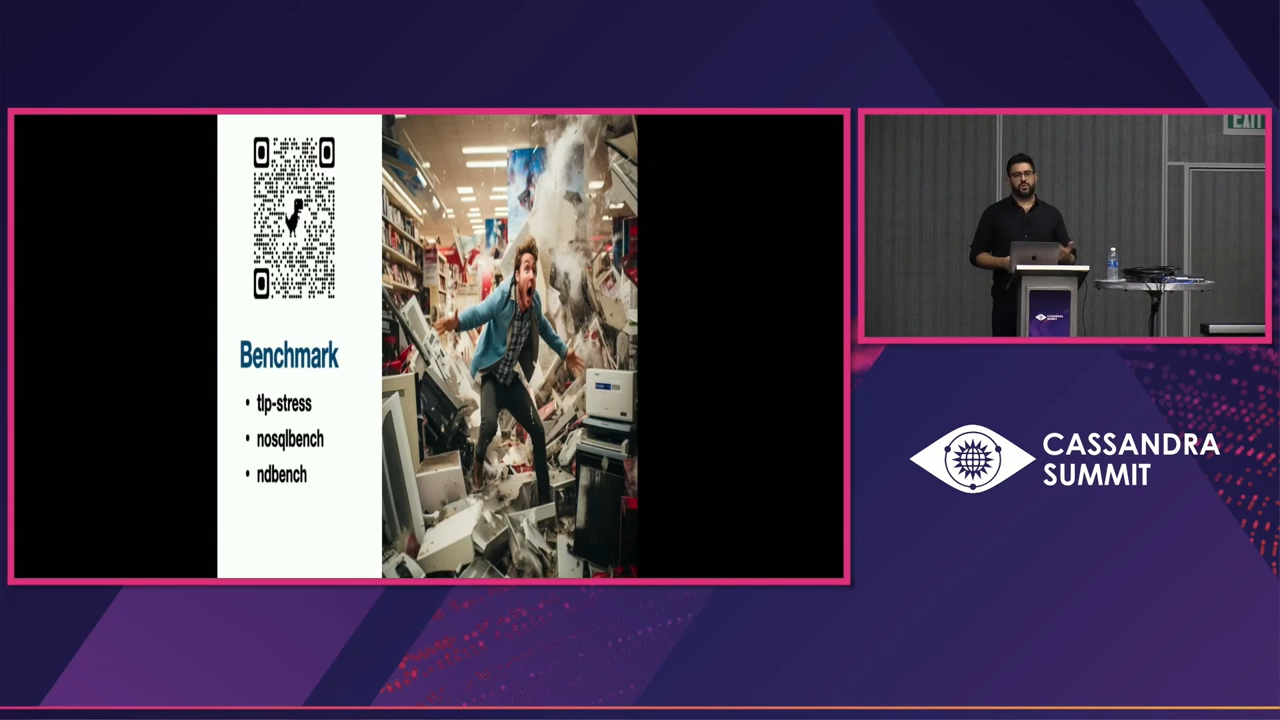 Benchmark
• tlp-stress
• nosqlbench
• ndbench
EXIT
CASSANDRA
SUMMIT